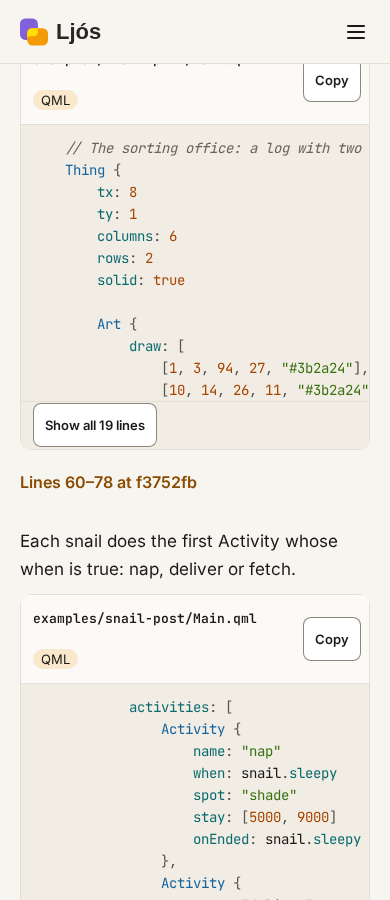 Ljós
Copy
QML
// The sorting office: a log with two
Thing {
tx: 8
ty: 1
columns: 6
rows: 2
solid: true
Art {
draw: [
[1, 3, 94, 27, "#3b2a24"],
[10, 14, 26, 11, "#3b2a24"
Show all 19 lines
Lines 60–78 at f3752fb
Each snail does the first Activity whose
when is true: nap, deliver or fetch.
examples/snail-post/Main.qml
Copy
QML
activities: [
Activity {
name: "nap"
when: snail.sleepy
spot: "shade"
stay: [5000, 9000]
onEnded: snail.sleepy
},
Activity {